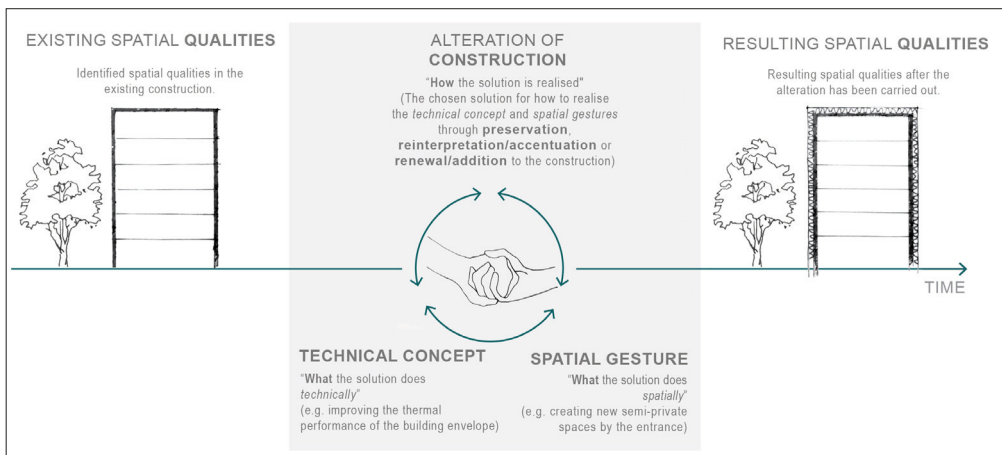 EXISTING SPATIAL QUALITIES
Identified spatial qualities in the
existing construction.
ALTERATION OF
CONSTRUCTION
"How the solution is realised"
(The chosen solution for how to realise
the technical concept and spatial gestures
through preservation,
reinterpretation/accentuation or
renewal/addition to the construction)
RESULTING SPATIAL QUALITIES
Resulting spatial qualities after the
alteration has been carried out.
TIME
TECHNICAL CONCEPT
"What the solution does
technically"
(e.g. improving the thermal
performance of the building envelope)
SPATIAL GESTURE
"What the solution does
spatially"
(e.g. creating new semi-private
spaces by the entrance)